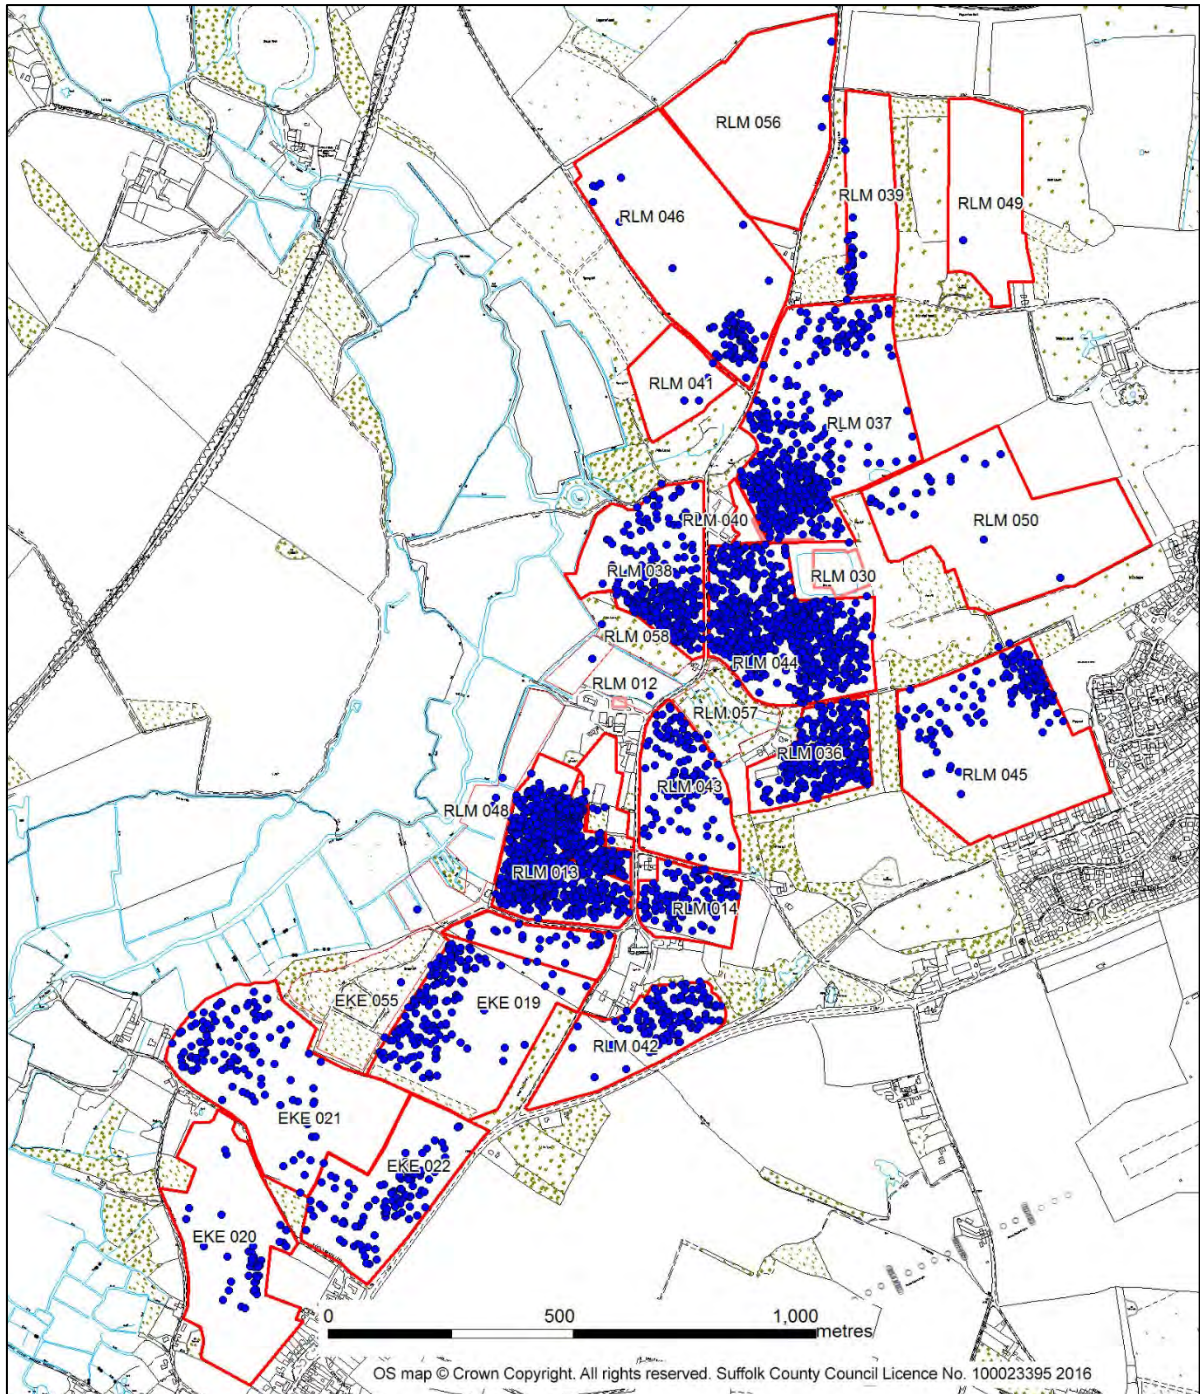 RLM 056
RLM 039
RLM 049
RLM 046
RLM 041
RLM 037
RLM 050
RLM 040
RLM 038
RLM 030
RLM 058
RLM 044
RLM 012
RLM 057
RLM 036
RLM 045
RLM 043
RLM 048
RLM 013
RLM 014
EKE 055
EKE 019
RLM 042
EKE 021
EKE 022
EKE 020
0 500 1,000 metres
OS map © Crown Copyright. All rights reserved. Suffolk County Council Licence No. 100023395 2016